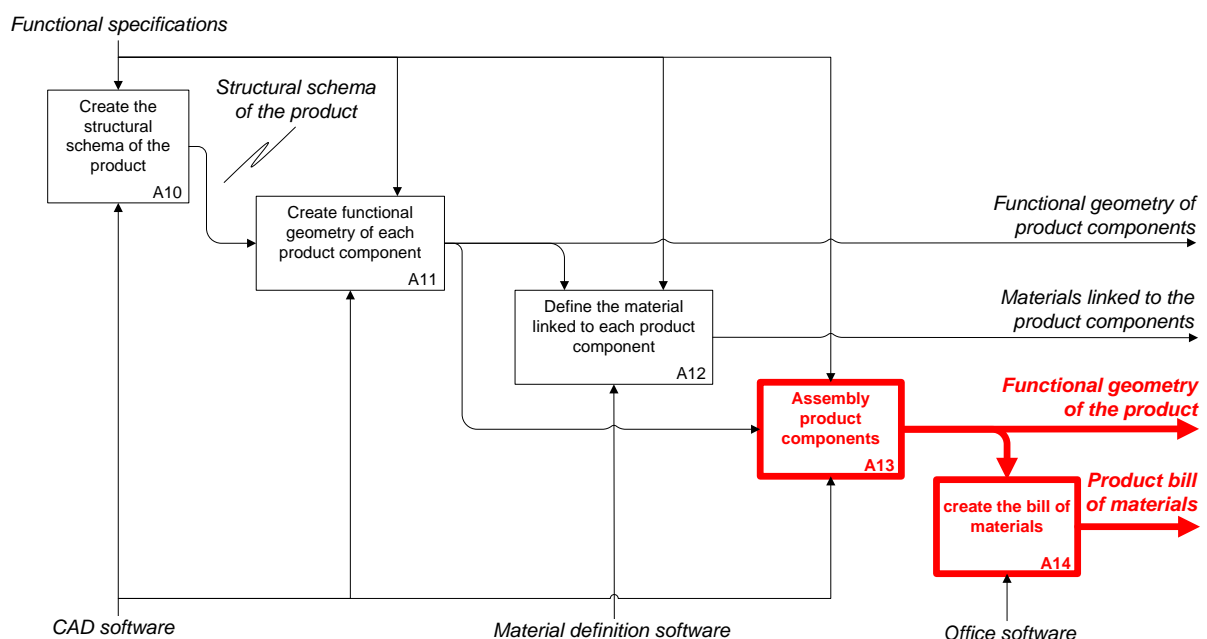 Functional specifications
Create the
structural
schema of the
product
A10
Structural schema
of the product
Create functional
geometry of each
product component
A11
Functional geometry of
product components
Define the material
linked to each product
component
A12
Materials linked to the
product components
Assembly
product
components
A13
Functional geometry
of the product
create the bill of
materials
A14
Product bill
of materials
CAD software
Material definition software
Office software